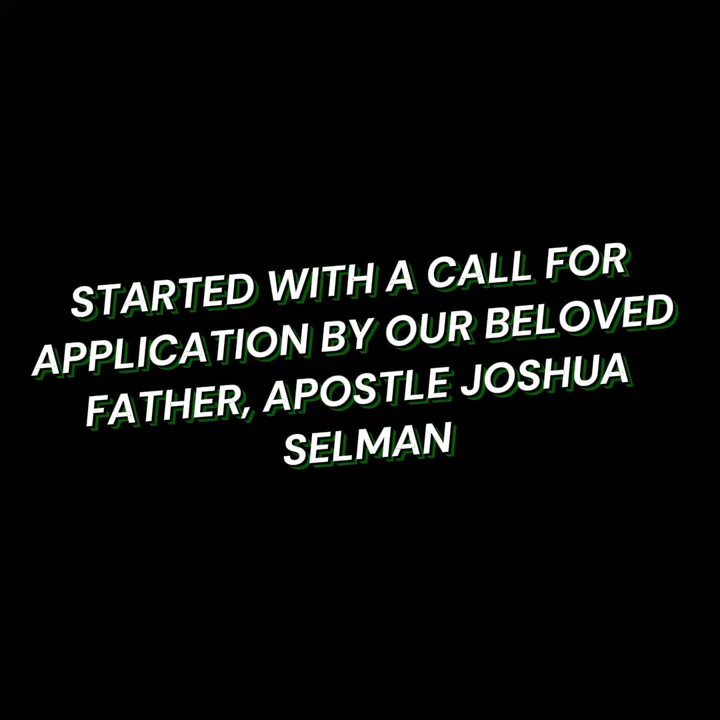 STARTED WITH A CALL FOR
APPLICATION BY OUR BELOVED
FATHER, APOSTLE JOSHUA
SELMAN